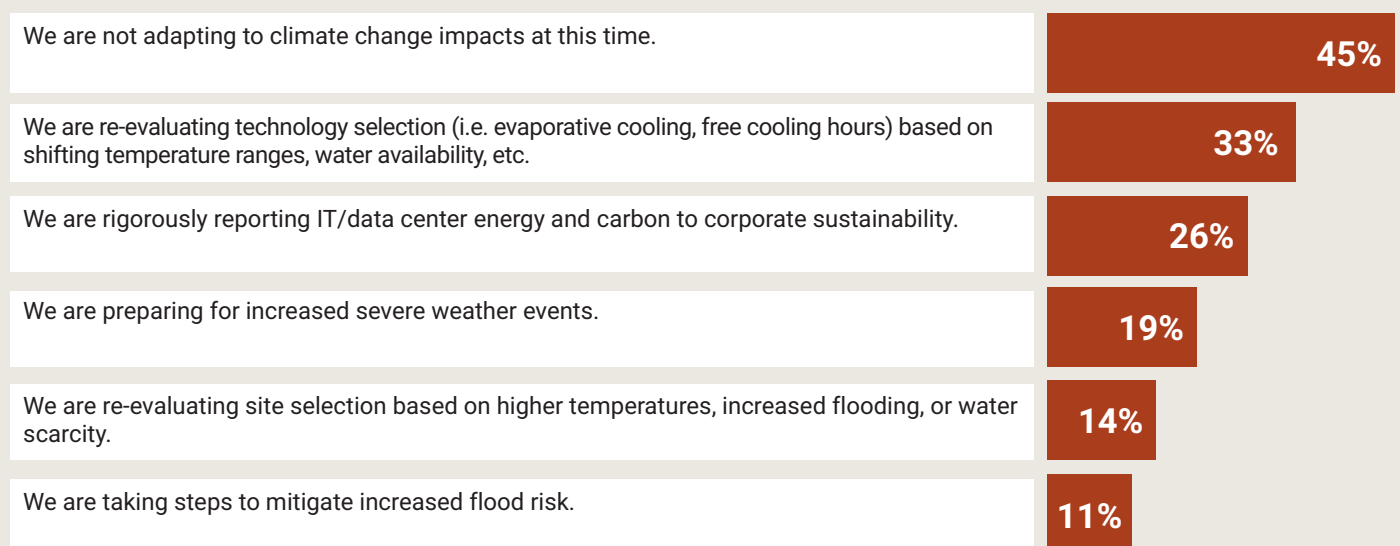 We are not adapting to climate change impacts at this time.
45%
We are re-evaluating technology selection (i.e. evaporative cooling, free cooling hours) based on
shifting temperature ranges, water availability, etc.
33%
We are rigorously reporting IT/data center energy and carbon to corporate sustainability.
26%
We are preparing for increased severe weather events.
19%
We are re-evaluating site selection based on higher temperatures, increased flooding, or water
scarcity.
14%
We are taking steps to mitigate increased flood risk.
11%